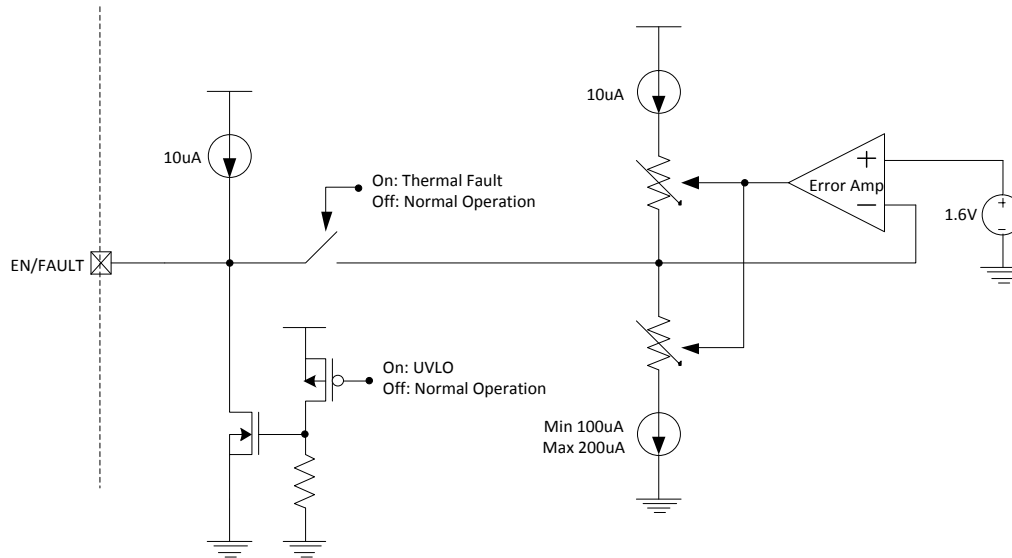 10uA
10uA
On: Thermal Fault
Off: Normal Operation
+
Error Amp
−
+
1.6V
−
EN/FAULT
On: UVLO
Off: Normal Operation
Min 100uA
Max 200uA